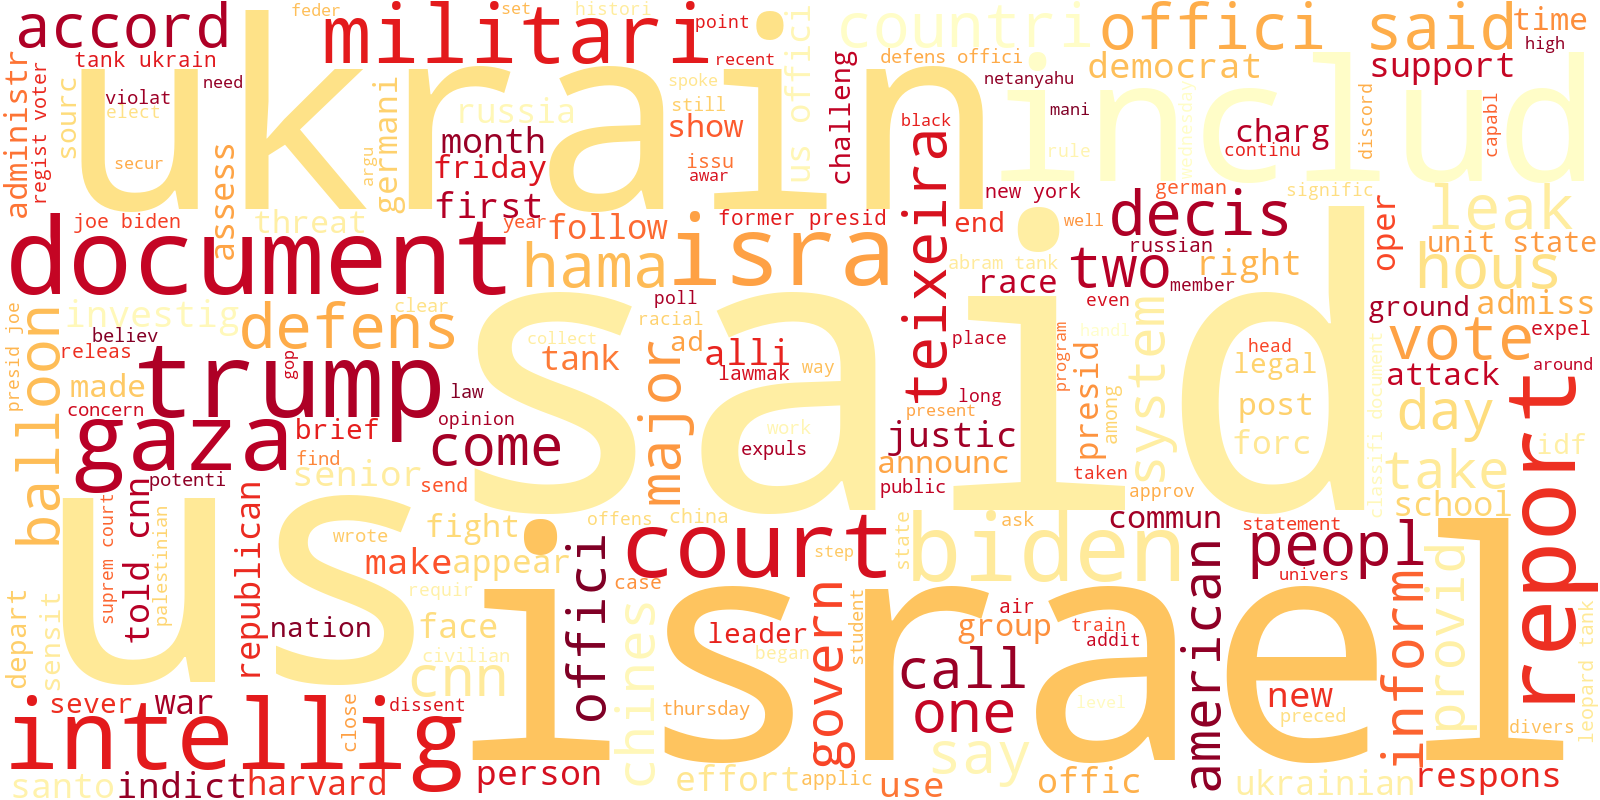 accord
militari
point
feder
set
histori
countri
offici
said
time
high
tank ukrain
recent
defens offici
democrat
support
administr
regist voter
sourc
violat
need
elect
secur
ukrain
includ
russia
month
friday
first
germani
argu
spoke
still
show
issu
awar
us offici
challeng
black
netanyahu
mani
rule
wednesday
charg
continu
discord
capabl
new york
german
signific
joe biden
threat
assess
year
follow
former presid
end
well
decis
leak
document
hama
isra
teixeira
abram tank
race
two
russian
member
right
oper
unit state
hous
investig
clear
believ
releas
defens
poll
racial
collect
tank
ad
alli
lawmak
way
place
even
handl
system
ground
admiss
expel
vote
head
legal
attack
around
presid joe
balloon
made
concern
trump
gop
law
opinion
said
major
long
present
program
presid
among
post
forc
day
report
gaza
brief
find
come
work
expuls
justic
announc
public
taken
approv
classifi document
take
idf
school
potenti
senior
send
told cnn
republican
suprem court
palestinian
us
wrote
fight
offens
china
court
ask
step
state
biden
commun
statement
peopl
univers
make
appear
requir
case
depart
sensit
nation
face
civilian
cnn
offici
chines
leader
began
govern
student
air
group
train
addit
american
inform
provid
leopard tank
israel
sever
war
close
dissent
thursday
call
one
level
new
preced
divers
intellig
say
santo
indict
harvard
person
effort
applic
use
offic
ukrainian
respons